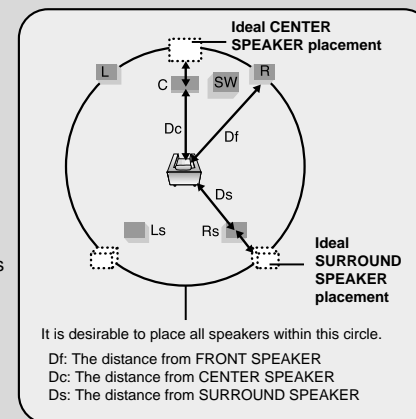 Ideal CENTER
SPEAKER placement
L
R
C
SW
Dc
Df
Ds
Ls
Rs
Ideal
SURROUND
SPEAKER
placement
s
It is desirable to place all speakers within this circle.
Df: The distance from FRONT SPEAKER
Dc: The distance from CENTER SPEAKER
Ds: The distance from SURROUND SPEAKER